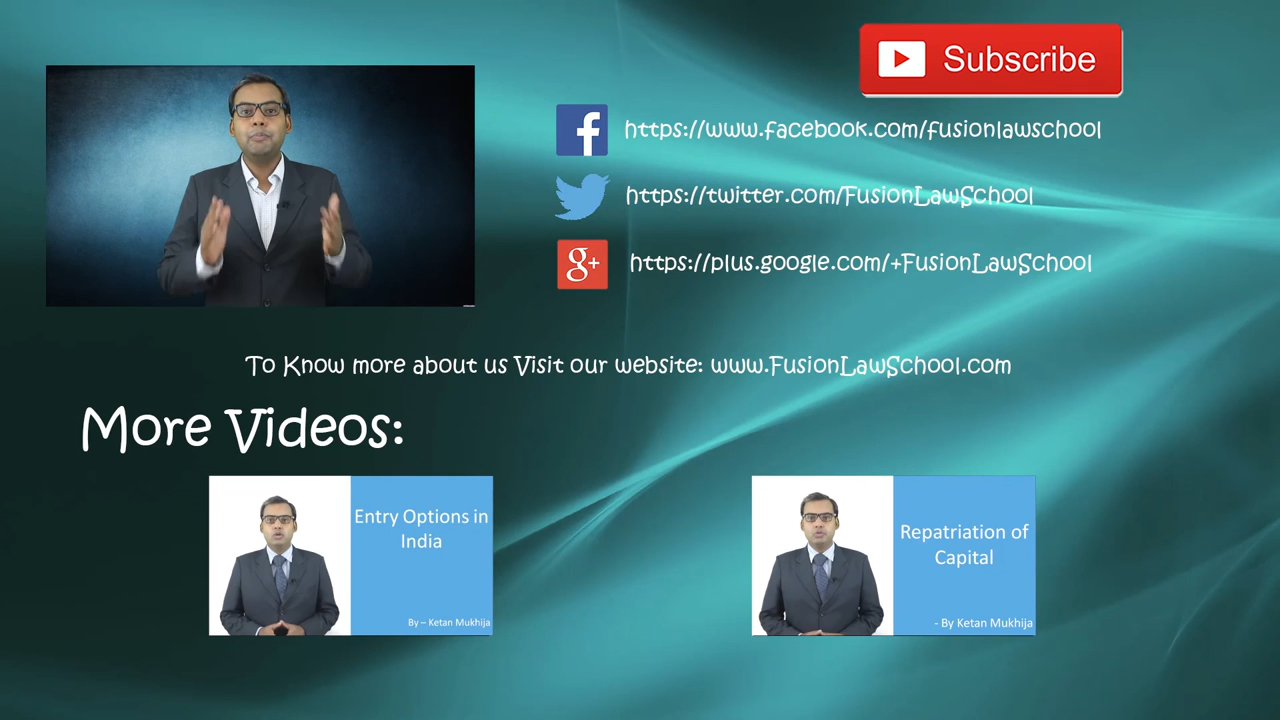 Subscribe
f https://www.facebook.com/fusionlawschool
https://twitter.com/FusionLawSchool
g+ https://plus.google.com/+FusionLawSchool
To Know more about us Visit our website: www.FusionLawSchool.com
More Videos:
Entry Options in
India
By – Ketan Mukhija
Repatriation of
Capital
- By Ketan Mukhija